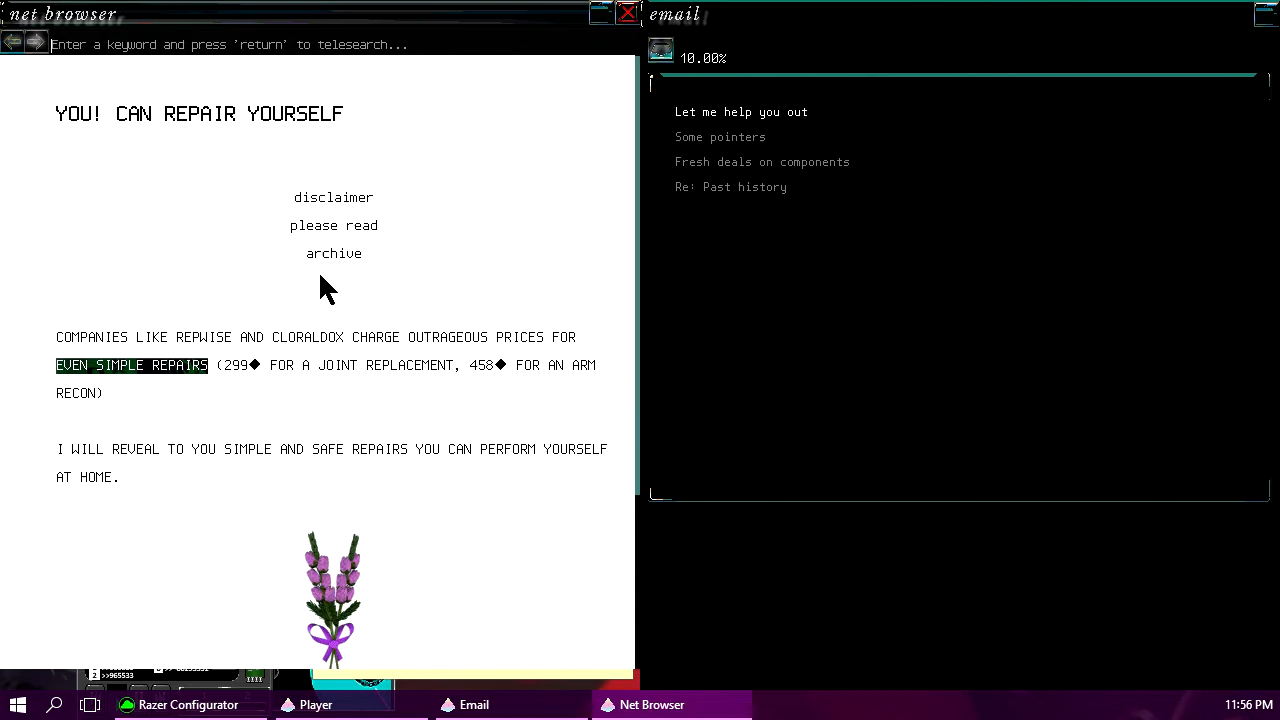 net browser
Enter a keyword and press 'return' to telesearch...
YOU! CAN REPAIR YOURSELF
disclaimer
please read
archive
COMPANIES LIKE REPWISE AND CLORALDOX CHARGE OUTRAGEOUS PRICES FOR
EVEN SIMPLE REPAIRS (299◆ FOR A JOINT REPLACEMENT, 458◆ FOR AN ARM
RECON)
I WILL REVEAL TO YOU SIMPLE AND SAFE REPAIRS YOU CAN PERFORM YOURSELF
AT HOME.
email
10.00%
Let me help you out
Some pointers
Fresh deals on components
Re: Past history
2 >>965533
Razer Configurator
Player
Email
Net Browser
11:56 PM